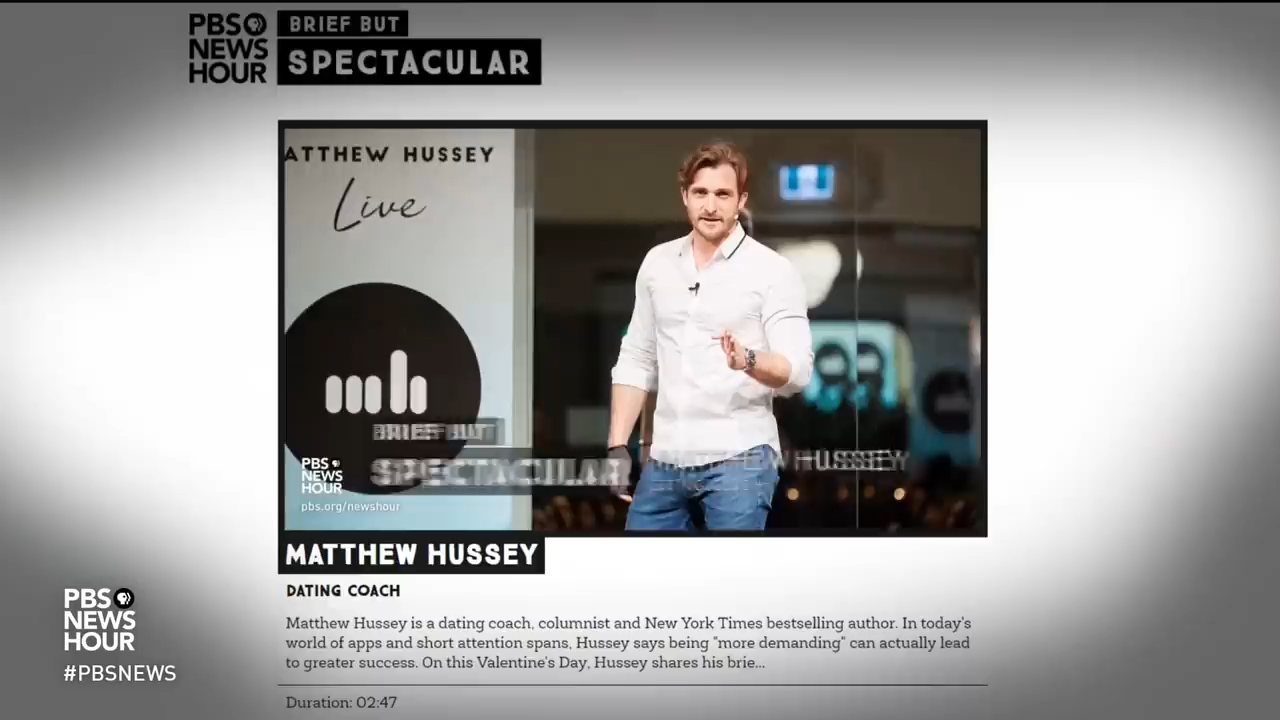 PBS
NEWS
HOUR
BRIEF BUT
SPECTACULAR
ATTHEW HUSSEY
Live
BRIEF BUT
SPECTACULAR
MATTHEW HUSSEY
PBS
NEWS
HOUR
pbs.org/newshour
MATTHEW HUSSEY
DATING COACH
Matthew Hussey is a dating coach, columnist and New York Times bestselling author. In today's
world of apps and short attention spans, Hussey says being "more demanding" can actually lead
to greater success. On this Valentine's Day, Hussey shares his brie...
Duration: 02:47
PBS
NEWS
HOUR
#PBSNEWS